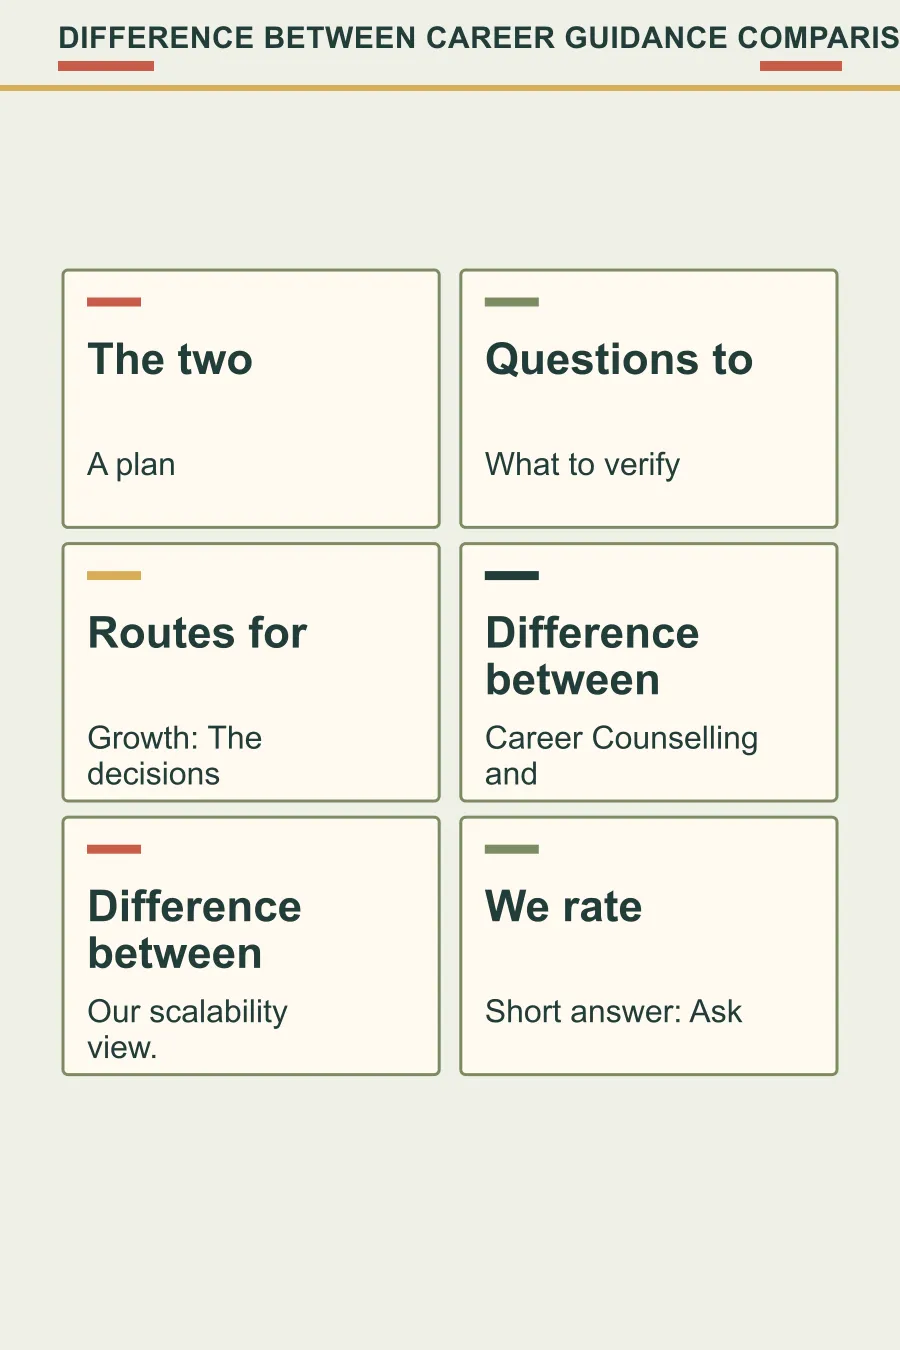 DIFFERENCE BETWEEN CAREER GUIDANCE COMPARIS
The two
A plan
Questions to
What to verify
Routes for
Growth: The
decisions
Difference
between
Career Counselling
and
Difference
between
Our scalability
view.
We rate
Short answer: Ask